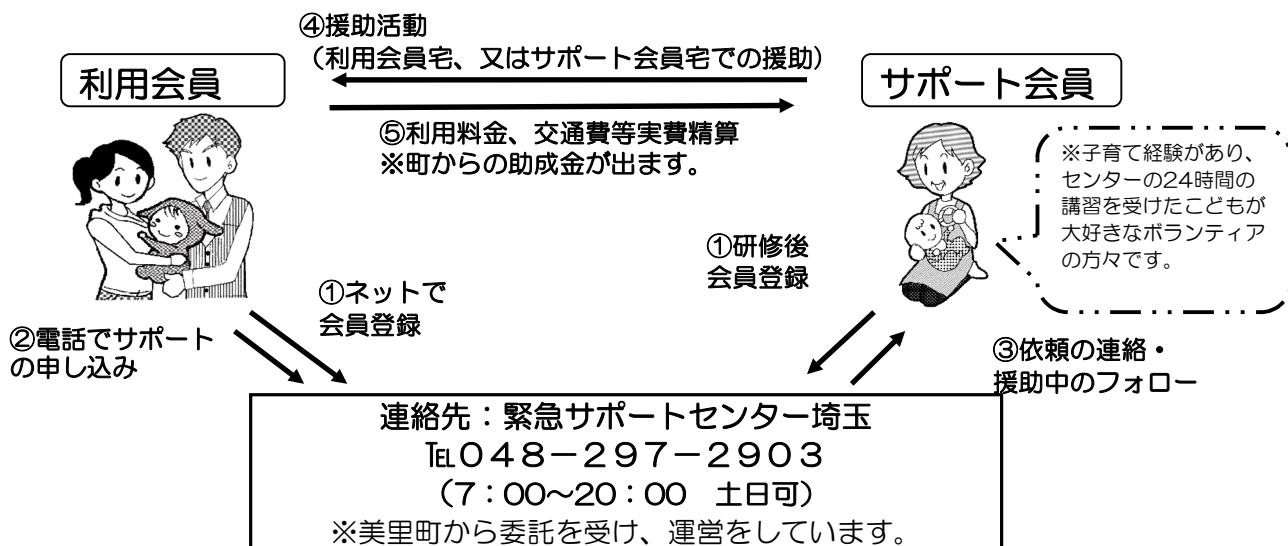 ④援助活動
（利用会員宅、又はサポート会員宅での援助）
利用会員
サポート会員
⑤利用料金、交通費等実費精算
※町からの助成金が出ます。
※子育て経験があり、
センターの24時間の
講習を受けたこどもが
大好きなボランティア
の方々です。
①研修後
会員登録
①ネットで
会員登録
②電話でサポート
の申し込み
③依頼の連絡・
援助中のフォロー
連絡先：緊急サポートセンター埼玉
℡０４８－２９７－２９０３
（7：00～20：00　土日可）
※美里町から委託を受け、運営をしています。